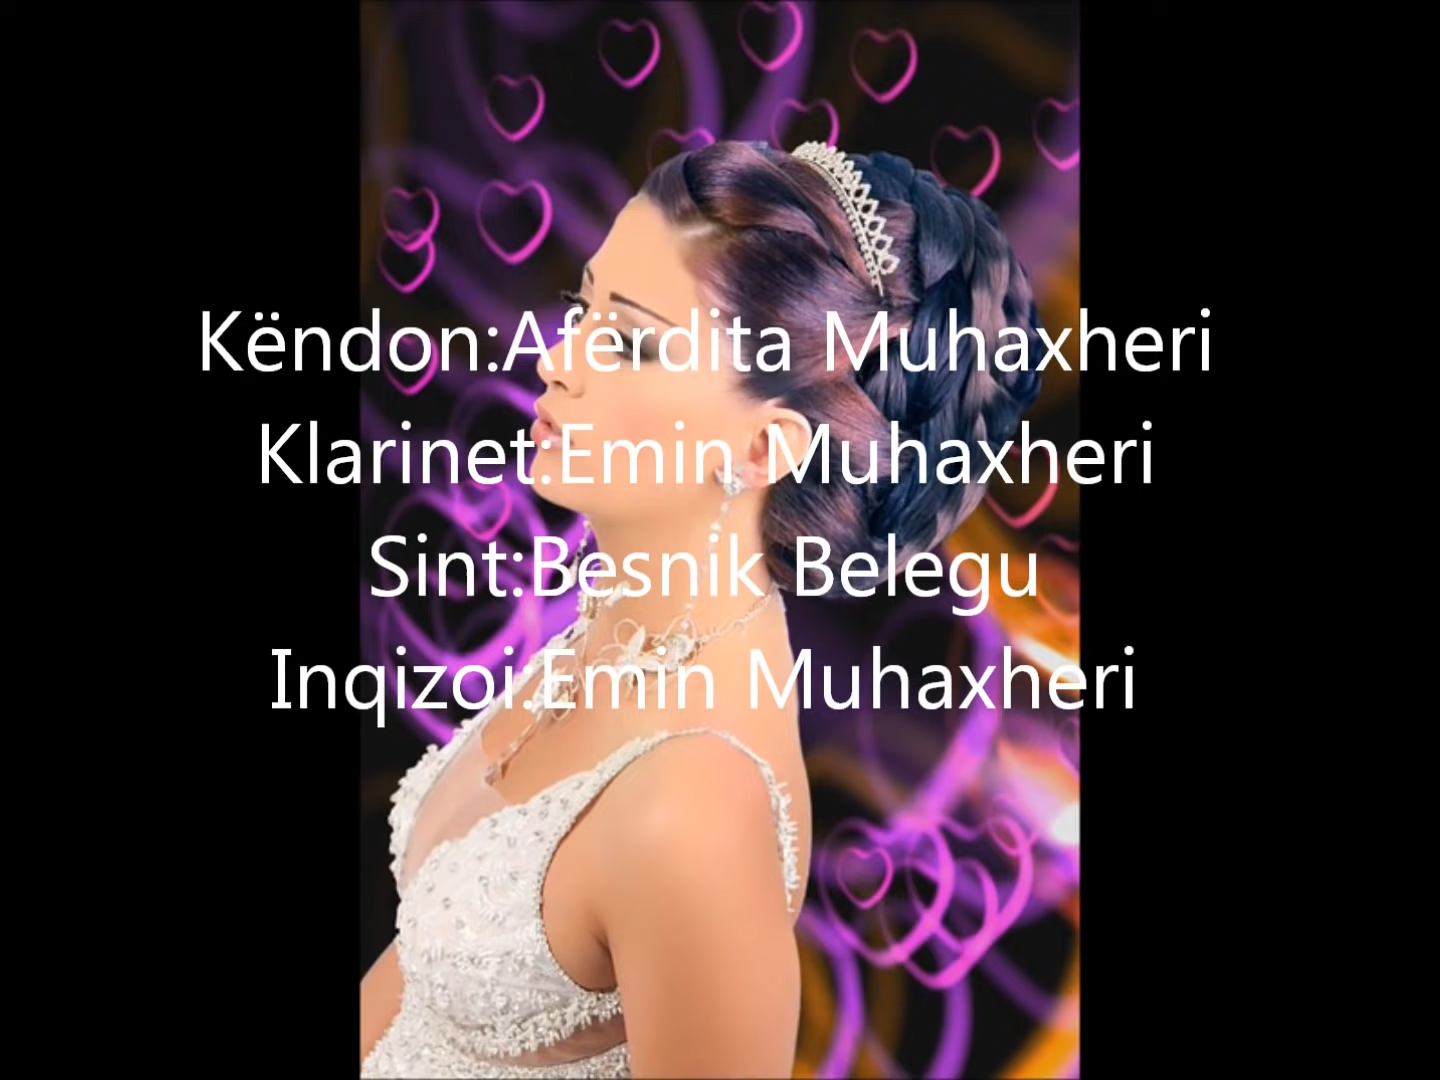 Këndon:Afërdita Muhaxheri
Klarinet:Emin Muhaxheri
Sint:Besnik Belegu
Inqizoi:Emin Muhaxheri